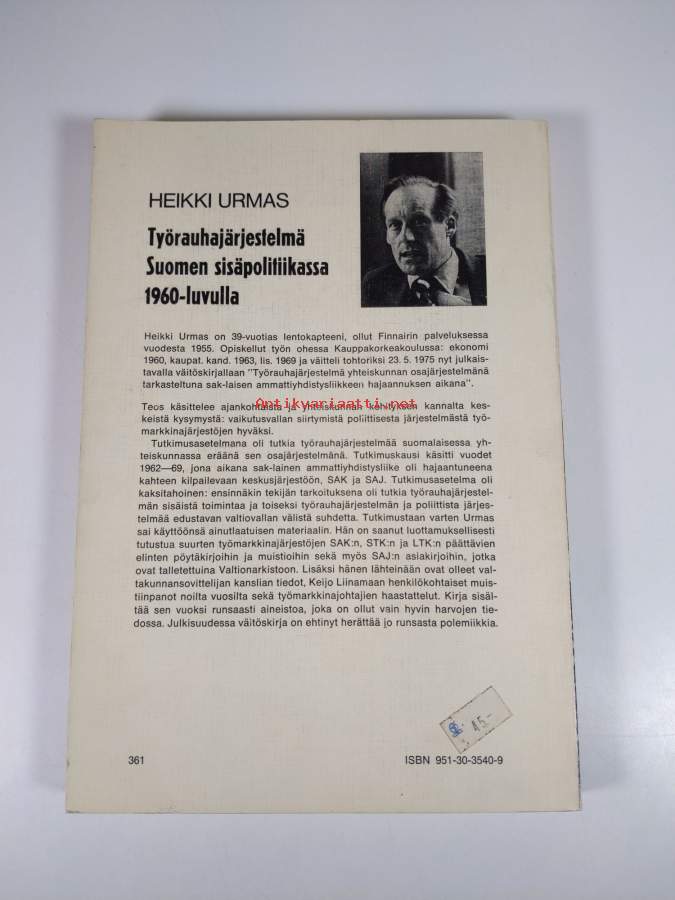 HEIKKI URMAS
Työrauhajärjestelmä
Suomen sisäpolitiikassa
1960-luvulla
Heikki Urmas on 39-vuotias lentokapteeni, ollut Finnairin palveluksessa
vuodesta 1955. Opiskellut työn ohessa Kauppakorkeakoulussa: ekonomi
1960, kaupat. kand. 1963, lis. 1969 ja väitteli tohtoriksi 23. 5. 1975 nyt julkais-
tavalla väitöskirjallaan "Työrauhajärjestelmä yhteiskunnan osajärjestelmänä
tarkasteltuna sak-laisen ammattiyhdistysliikkeen hajaannuksen aikana".
Antikvariaatti.net
Teos käsittelee ajankohtaista ja yhteiskunnan kehityksen kannalta kes-
keistä kysymystä: vaikutusvallan siirtymistä poliittisesta järjestelmästä työ-
markkinajärjestöjen hyväksi.
Tutkimusasetelmana oli tutkia työrauhajärjestelmää suomalaisessa yh-
teiskunnassa eräänä sen osajärjestelmänä. Tutkimuskausi käsitti vuodet
1962—69, jona aikana sak-lainen ammattiyhdistysliike oli hajaantuneena
kahteen kilpailevaan keskusjärjestöön, SAK ja SAJ. Tutkimusasetelma oli
kaksitahoinen: ensinnäkin tekijän tarkoituksena oli tutkia työrauhajärjestel-
män sisäistä toimintaa ja toiseksi työrauhajärjestelmän ja poliittista järjes-
telmää edustavan valtiovallan välistä suhdetta. Tutkimustaan varten Urmas
sai käyttöönsä ainutlaatuisen materiaalin. Hän on saanut luottamuksellisesti
tutustua suurten työmarkkinajärjestöjen SAK:n, STK:n ja LTK:n päättävien
elinten pöytäkirjoihin ja muistioihin sekä myös SAJ:n asiakirjoihin, jotka
ovat talletettuina Valtionarkistoon. Lisäksi hänen lähteinään ovat olleet val-
takunnansovittelijan kanslian tiedot, Keijo Liinamaan henkilökohtaiset muis-
tiinpanot noilta vuosilta sekä työmarkkinajohtajien haastattelut. Kirja sisäl-
tää sen vuoksi runsaasti aineistoa, joka on ollut vain hyvin harvojen tie-
dossa. Julkisuudessa väitöskirja on ehtinyt herättää jo runsasta polemiikkia.
45.-
361
ISBN 951-30-3540-9